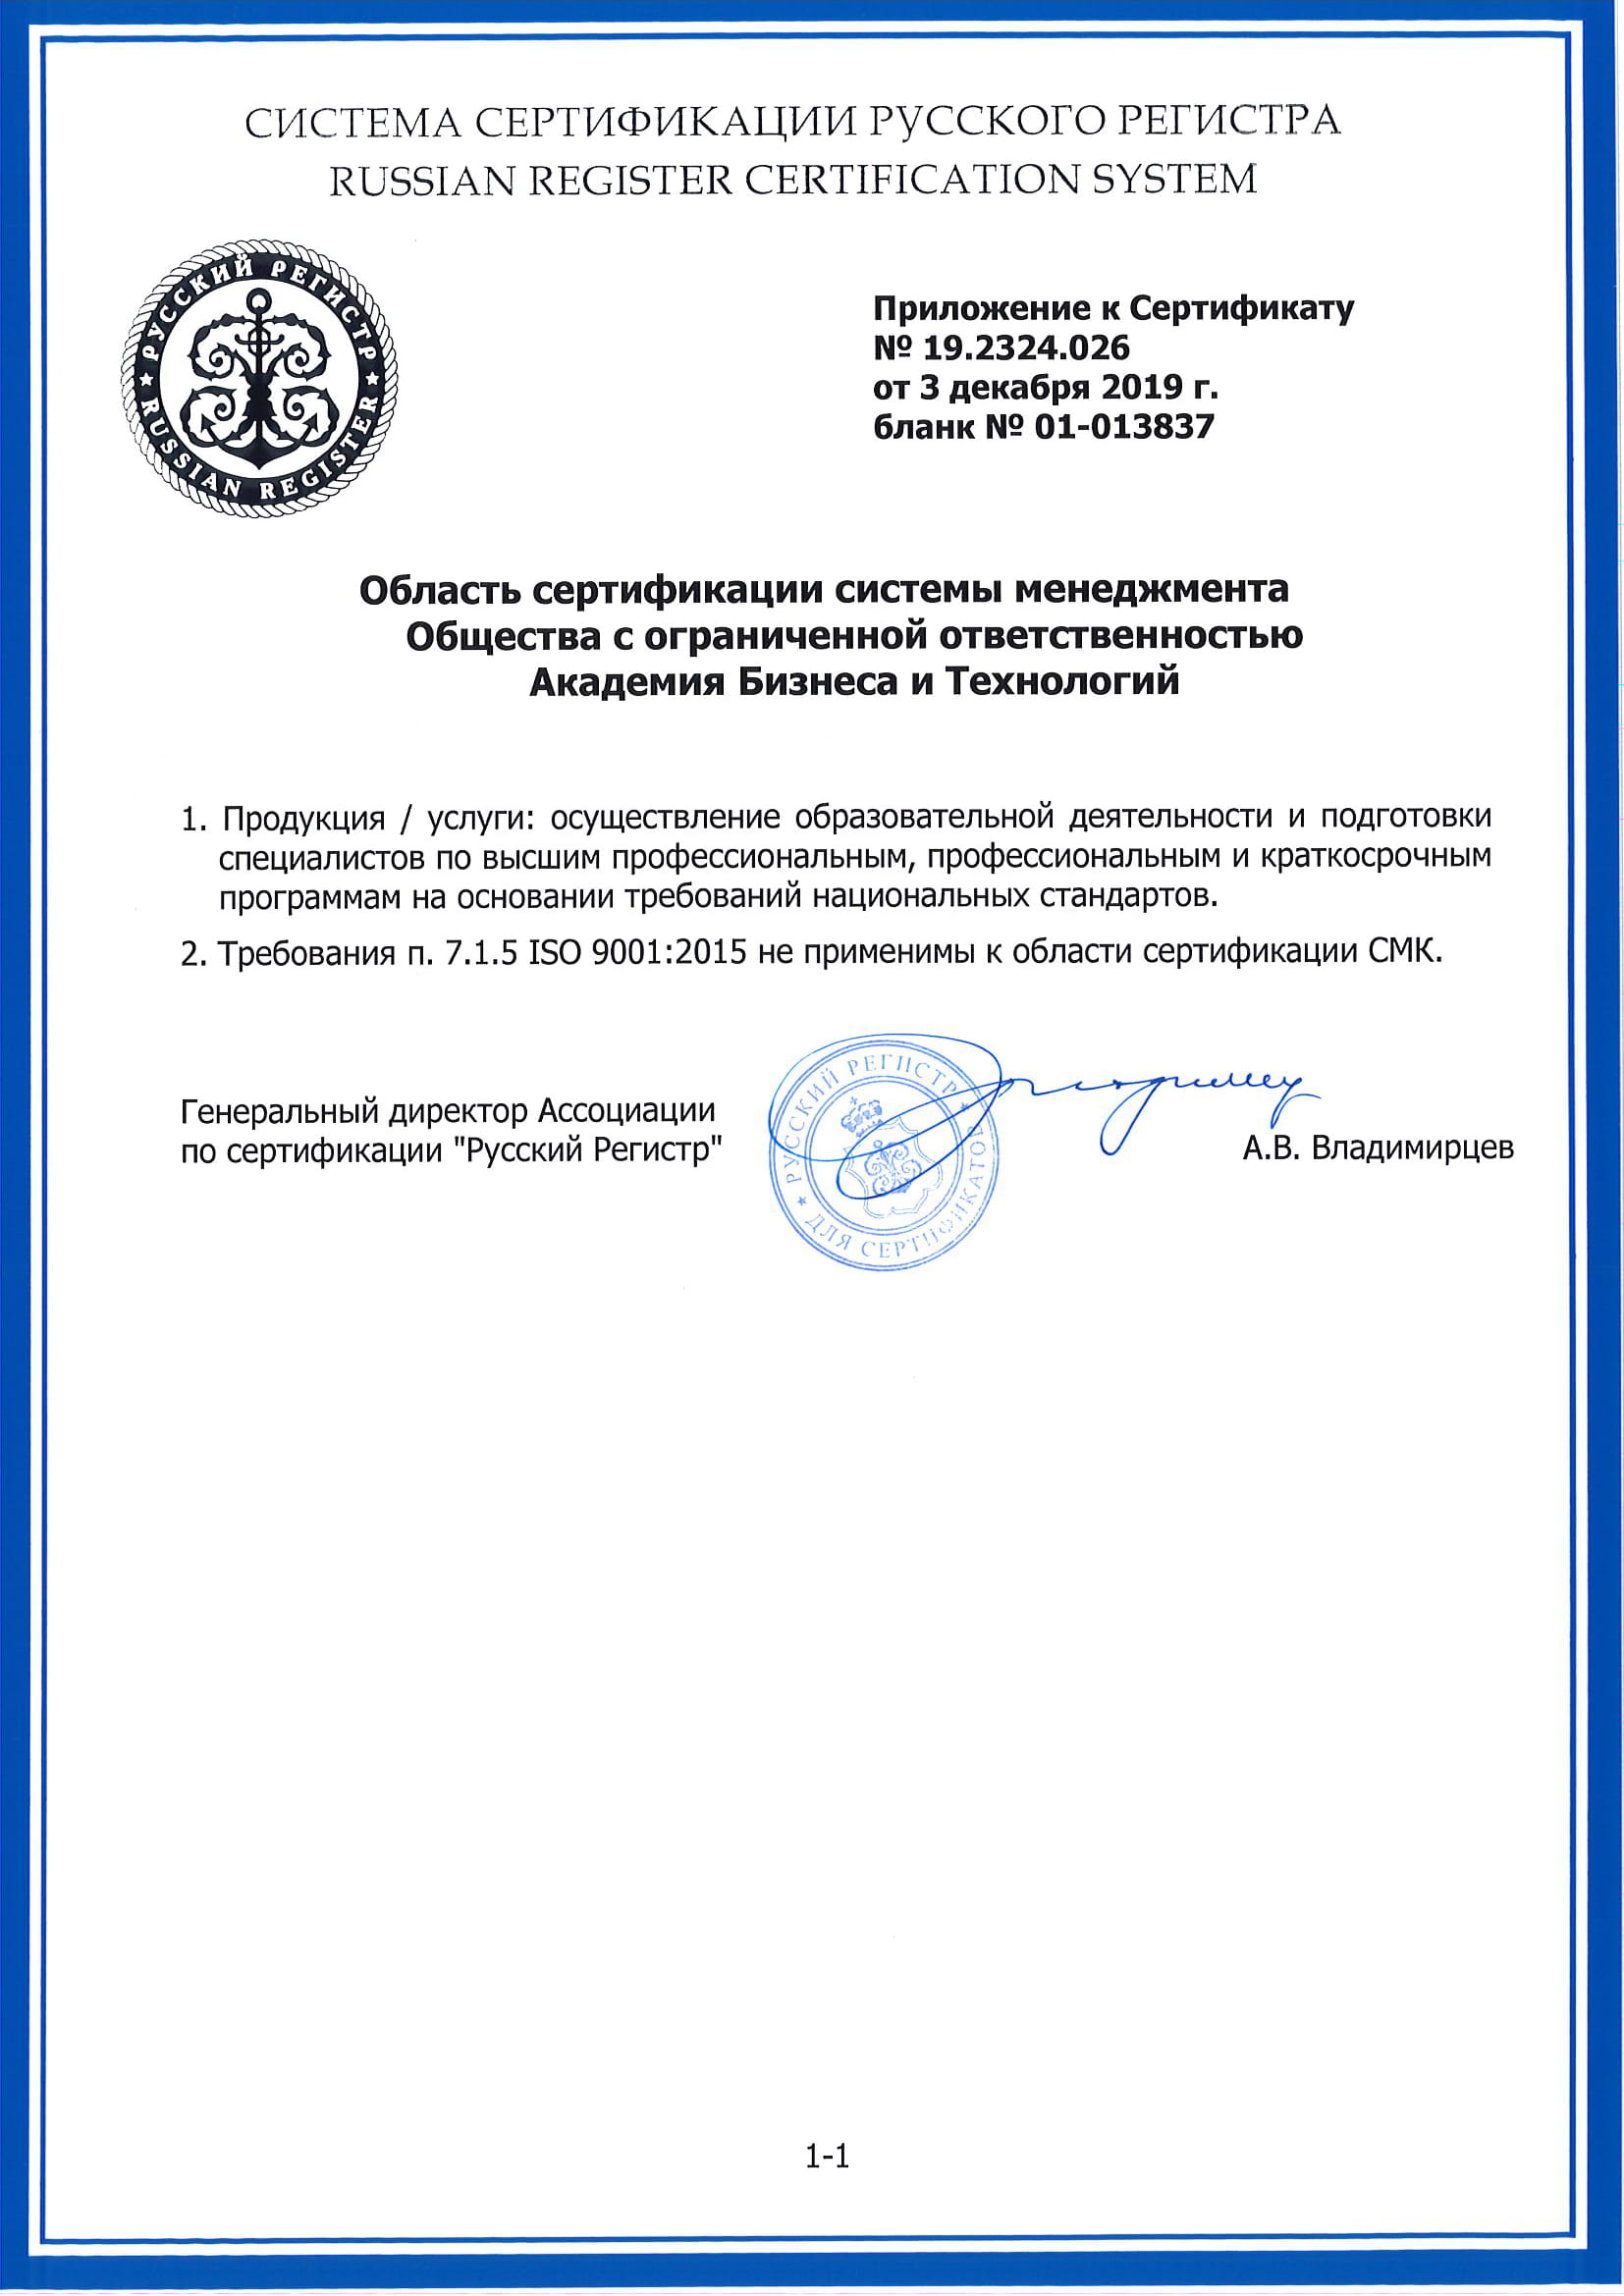 СИСТЕМА СЕРТИФИКАЦИИ РУССКОГО РЕГИСТРА
RUSSIAN REGISTER CERTIFICATION SYSTEM
РУССКИЙ РЕГИСТР
RUSSIAN REGISTER
Приложение к Сертификату
№ 19.2324.026
от 3 декабря 2019 г.
бланк № 01-013837
Область сертификации системы менеджмента
Общества с ограниченной ответственностью
Академия Бизнеса и Технологий
1. Продукция / услуги: осуществление образовательной деятельности и подготовки
специалистов по высшим профессиональным, профессиональным и краткосрочным
программам на основании требований национальных стандартов.
2. Требования п. 7.1.5 ISO 9001:2015 не применимы к области сертификации СМК.
Генеральный директор Ассоциации
по сертификации "Русский Регистр"
РУССКИЙ РЕГИСТР
ДЛЯ СЕРТИФИКАТОВ
А.В. Владимирцев
1-1